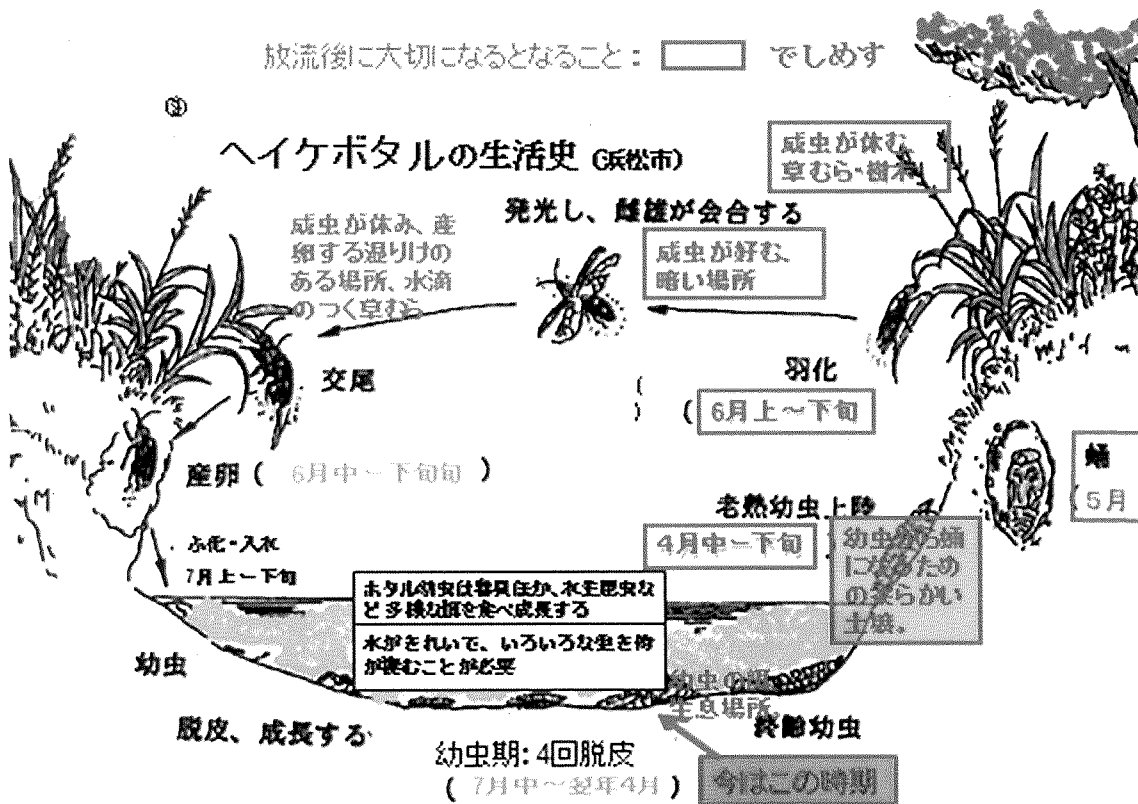 放流後に大切になるとなること： でしめす
ヘイケボタルの生活史 (浜松市)
成虫が休む、
草むら・樹木
発光し、雌雄が会合する
成虫が休み、産
卵する湿りけの
ある場所、水滴
のつく草むら
成虫が好む、
暗い場所
交尾
羽化
( 6月上～下旬
産卵 ( 6月中～下旬旬 )
蛹
(5月
老熟幼虫上陸
4月中～下旬
幼虫から蛹
になるため
の柔らかい
土壌。
ふ化・入水
7月上～下旬
ホタル幼虫は巻貝ほか、水生昆虫な
ど多様な餌を食べ成長する
水がきれいで、いろいろな生き物
が棲むことが必要
幼虫
幼虫の
生息場所。
脱皮、成長する
終齢幼虫
幼虫期：4回脱皮
( 7月中～翌年4月 )
今はこの時期